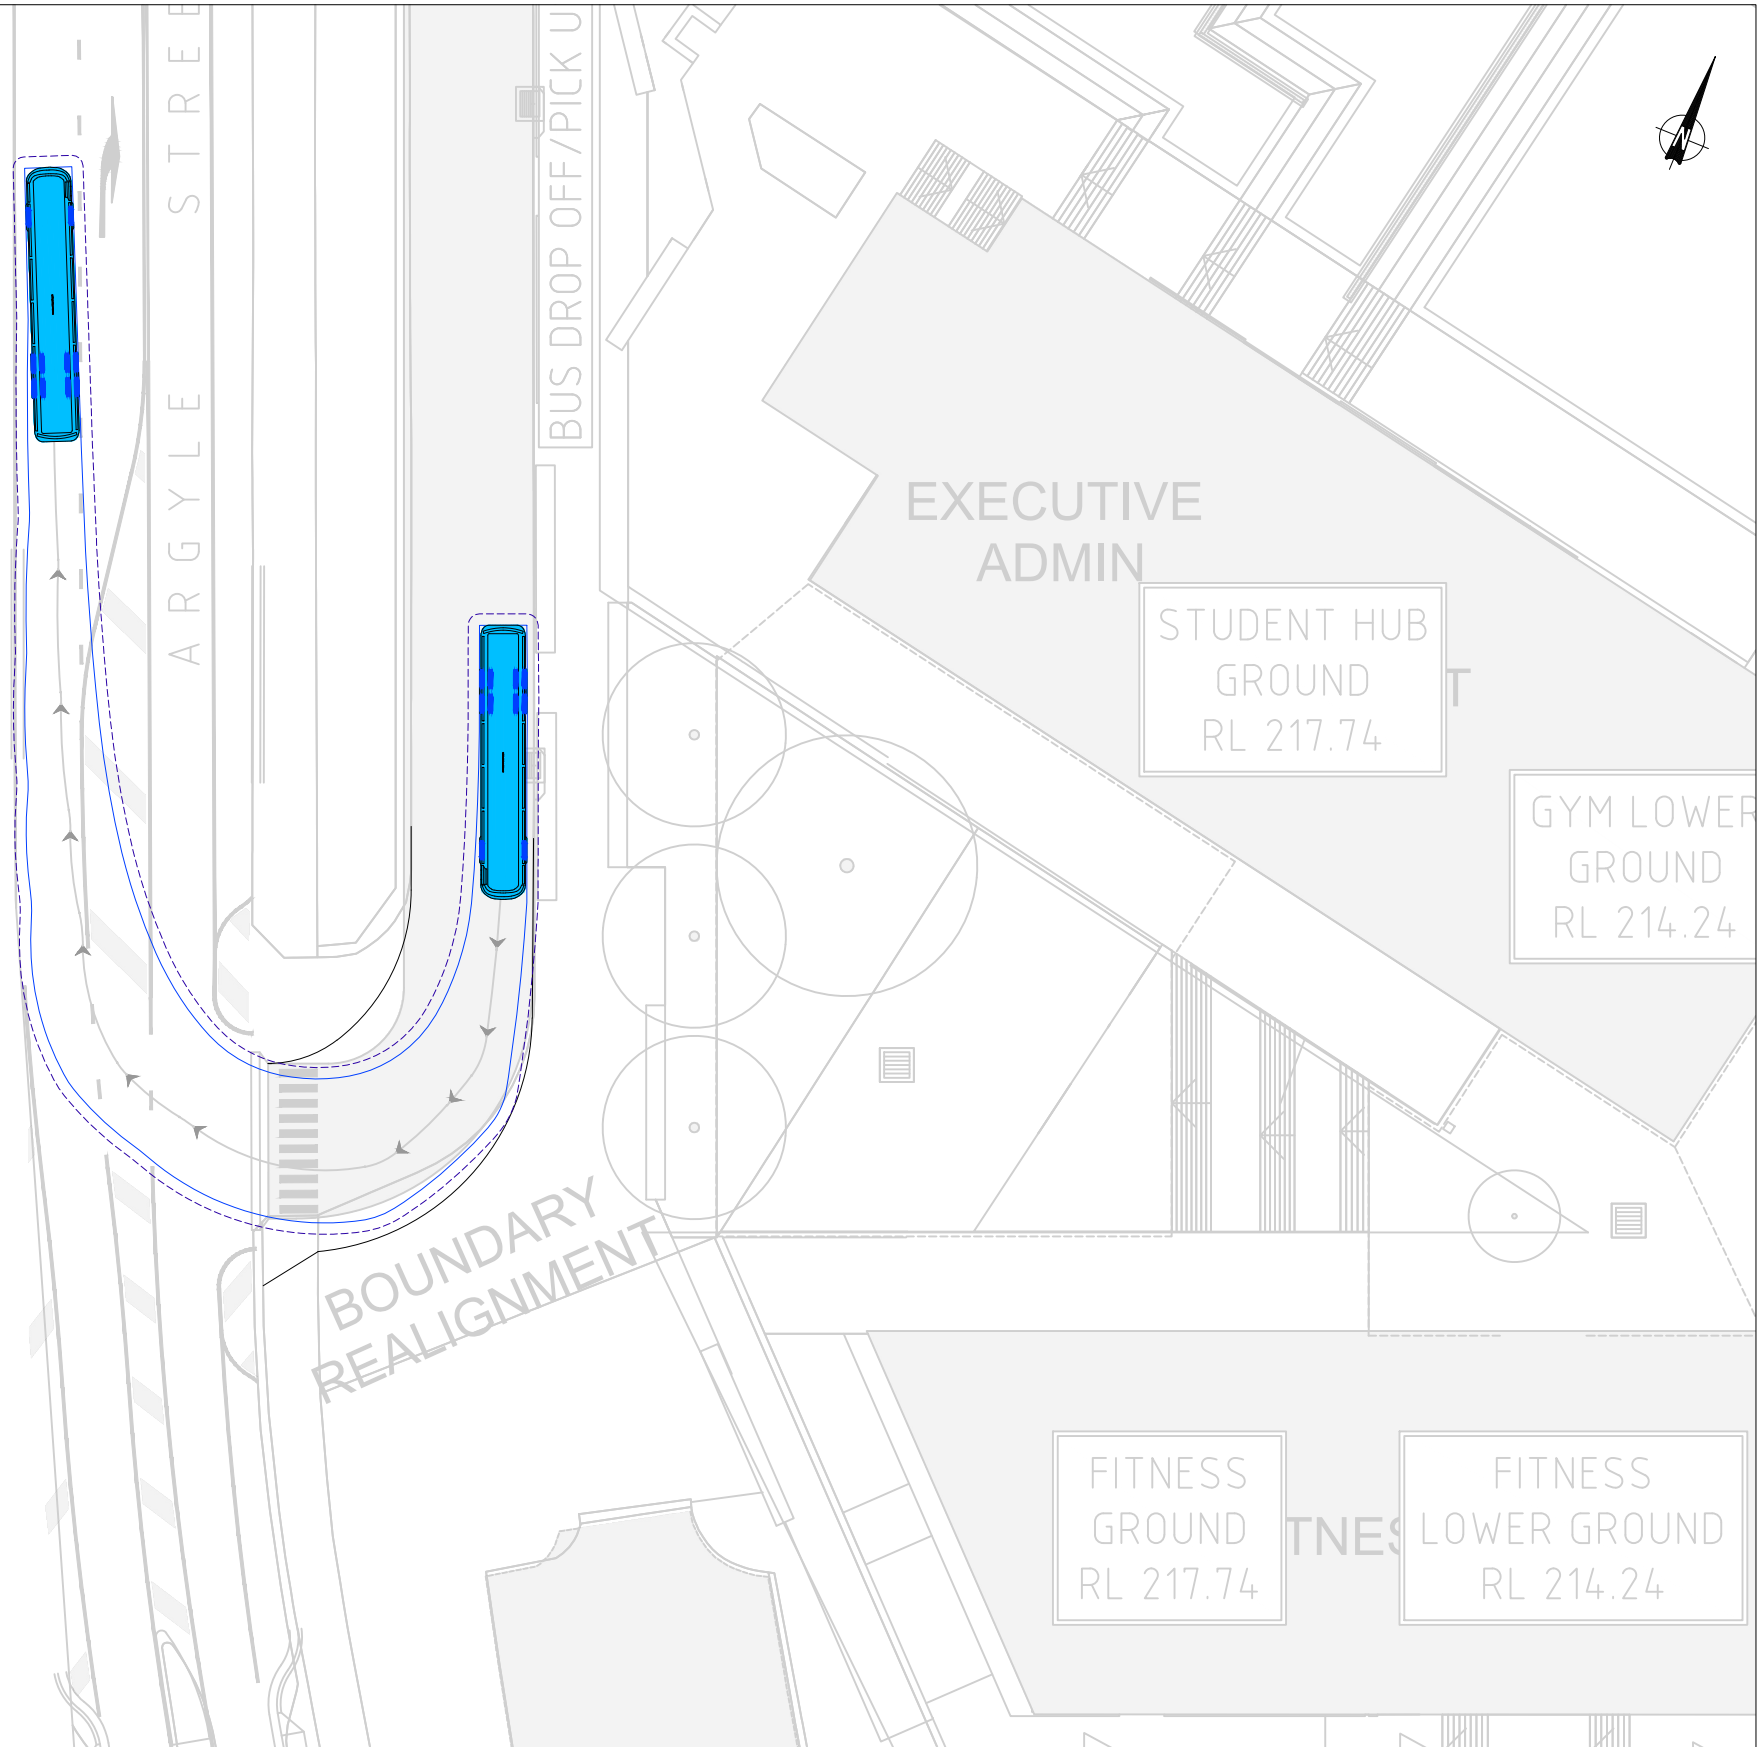 ARGYLE STREE
BUS DROP OFF/PICK U
N
EXECUTIVE
ADMIN
STUDENT HUB
GROUND
RL 217.74
T
GYM LOWER
GROUND
RL 214.24
BOUNDARY
REALIGNMENT
FITNESS
GROUND
RL 217.74
TNES
FITNESS
LOWER GROUND
RL 214.24